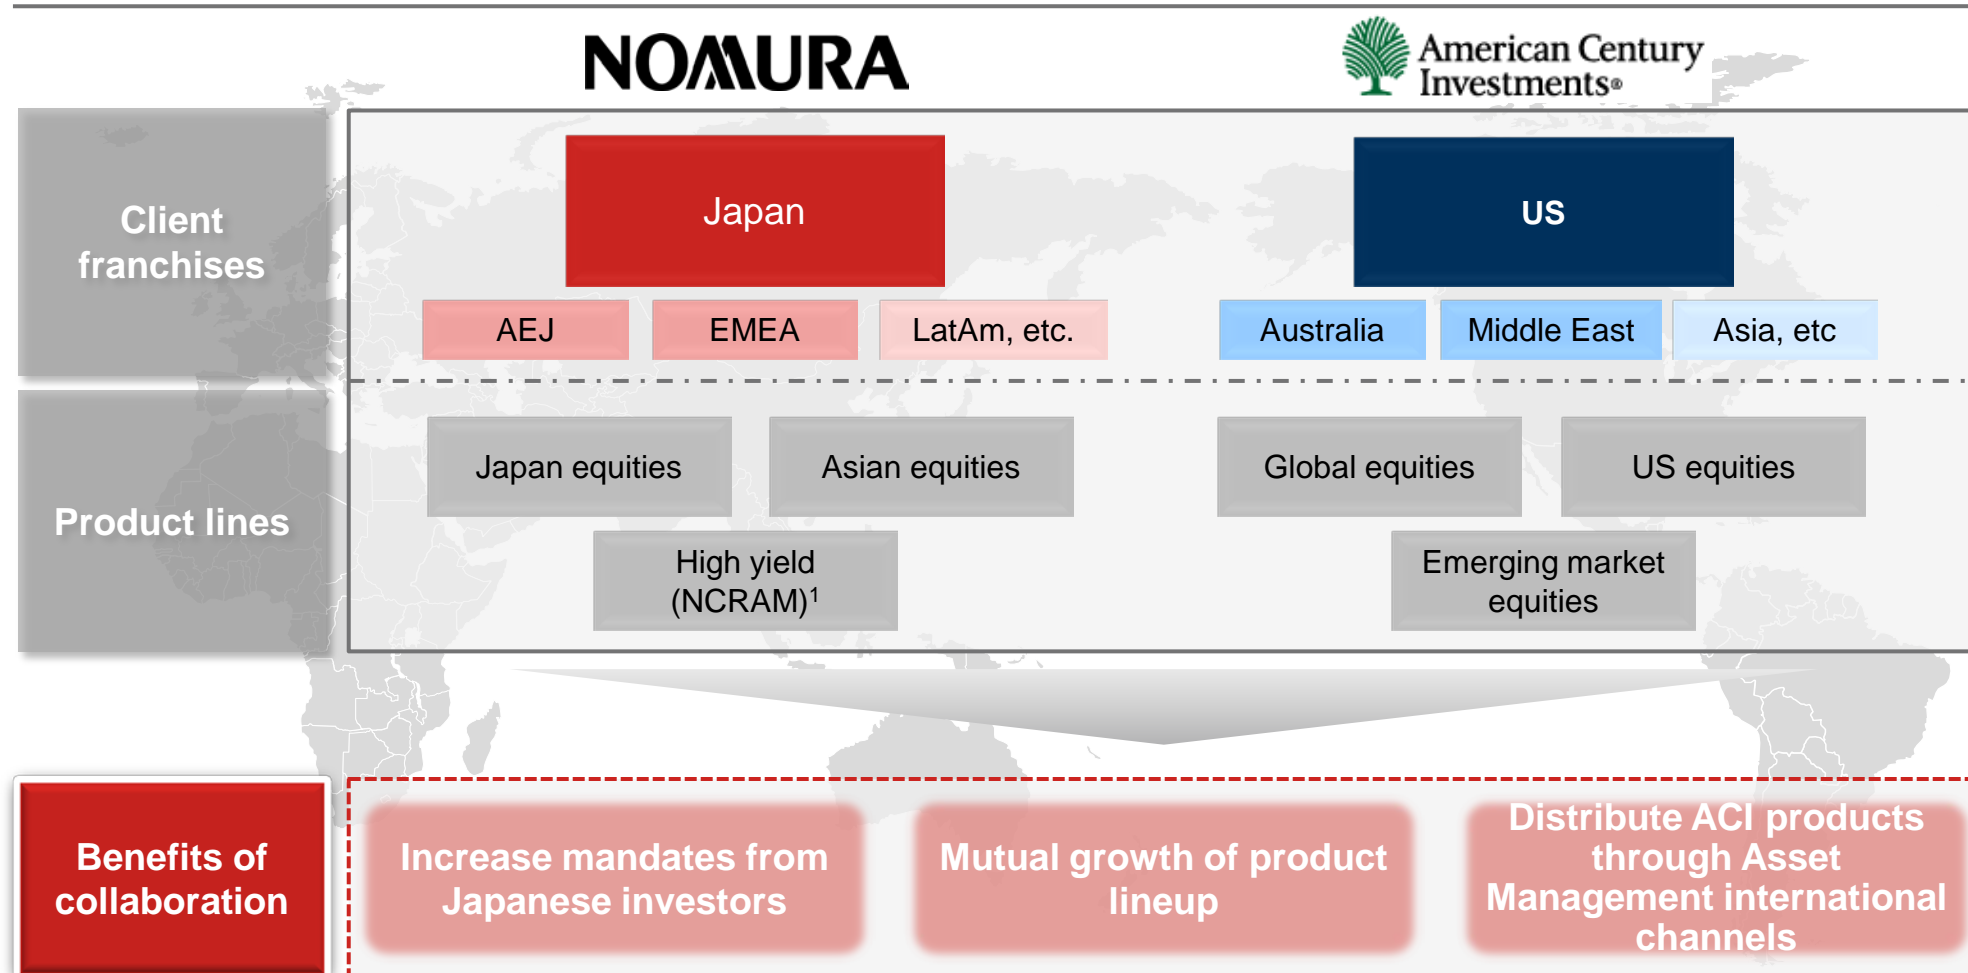 NOMURA
American Century
Investments®
Client
franchises
Japan
US
AEJ
EMEA
LatAm, etc.
Australia
Middle East
Asia, etc
Product lines
Japan equities
Asian equities
Global equities
US equities
High yield
(NCRAM)1
Emerging market
equities
Benefits of
collaboration
Increase mandates from
Japanese investors
Mutual growth of product
lineup
Distribute ACI products
through Asset
Management international
channels